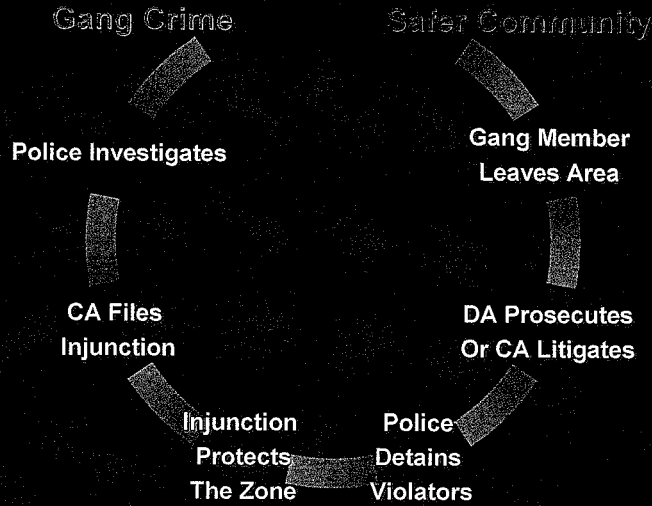 Gang Crime
Police Investigates
CA Files
Injunction
Injunction
Protects
The Zone
Police
Detains
Violators
DA Prosecutes
Or CA Litigates
Gang Member
Leaves Area
Safer Community